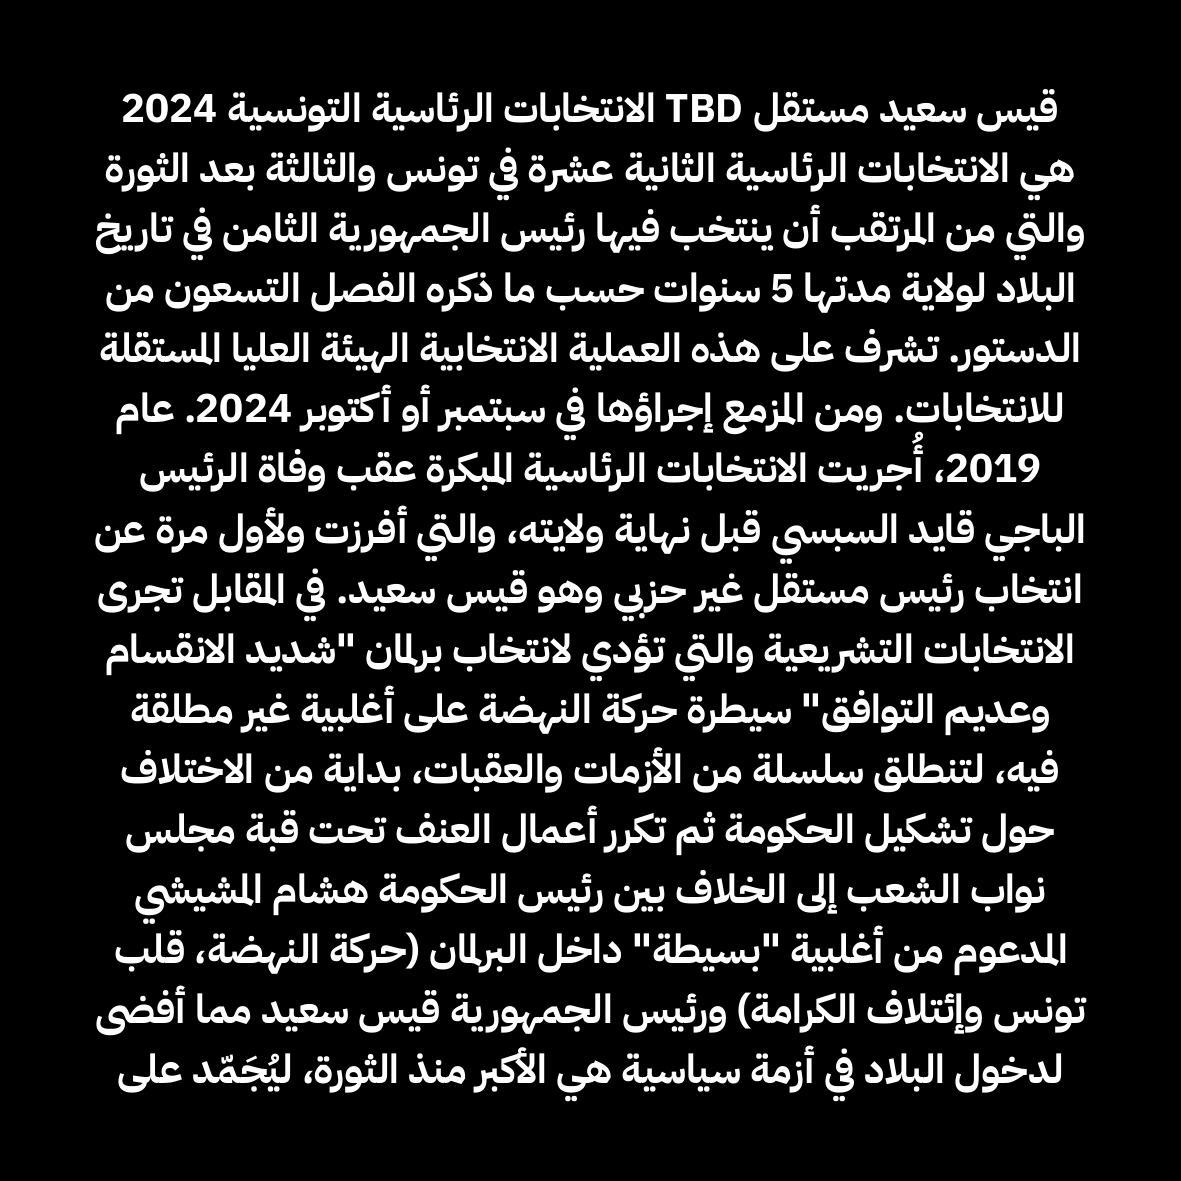 قيس سعيد مستقل TBD الانتخابات الرئاسية التونسية 2024
هي الانتخابات الرئاسية الثانية عشرة في تونس والثالثة بعد الثورة
والتي من المرتقب أن ينتخب فيها رئيس الجمهورية الثامن في تاريخ
البلاد لولاية مدتها 5 سنوات حسب ما ذكره الفصل التسعون من
الدستور. تشرف على هذه العملية الانتخابية الهيئة العليا المستقلة
للانتخابات. ومن المزمع إجراؤها في سبتمبر أو أكتوبر 2024. عام
2019، أُجريت الانتخابات الرئاسية المبكرة عقب وفاة الرئيس
الباجي قايد السبسي قبل نهاية ولايته، والتي أفرزت ولأول مرة عن
انتخاب رئيس مستقل غير حزبي وهو قيس سعيد. في المقابل تجرى
الانتخابات التشريعية والتي تؤدي لانتخاب برلمان "شديد الانقسام
وعديم التوافق" سيطرة حركة النهضة على أغلبية غير مطلقة
فيه، لتنطلق سلسلة من الأزمات والعقبات، بداية من الاختلاف
حول تشكيل الحكومة ثم تكرر أعمال العنف تحت قبة مجلس
نواب الشعب إلى الخلاف بين رئيس الحكومة هشام المشيشي
المدعوم من أغلبية "بسيطة" داخل البرلمان (حركة النهضة، قلب
تونس وإئتلاف الكرامة) ورئيس الجمهورية قيس سعيد مما أفضى
لدخول البلاد في أزمة سياسية هي الأكبر منذ الثورة، ليُجَمّد على